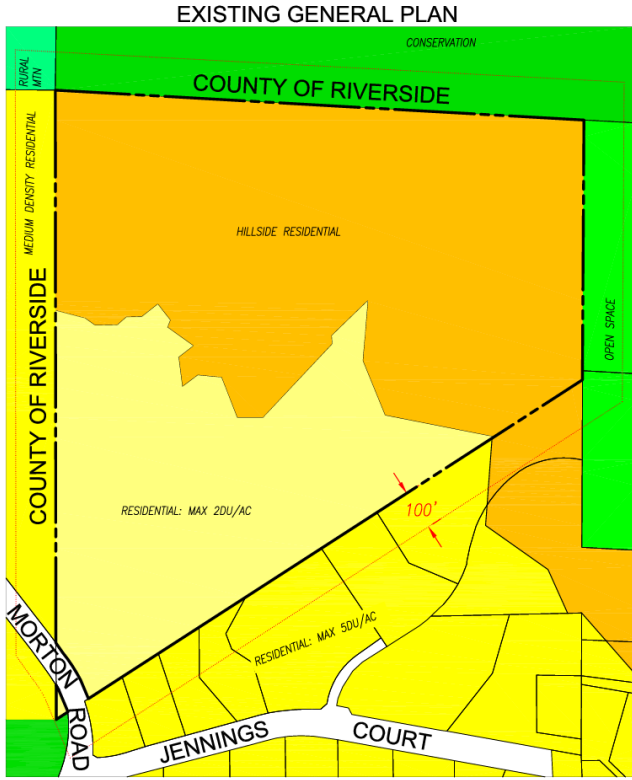 EXISTING GENERAL PLAN
CONSERVATION
RURAL
MTN
COUNTY OF RIVERSIDE
MEDIUM DENSITY RESIDENTIAL
HILLSIDE RESIDENTIAL
COUNTY OF RIVERSIDE
OPEN SPACE
RESIDENTIAL: MAX 2DU/AC
100'
RESIDENTIAL: MAX 5DU/AC
MORTON
ROAD
JENNINGS
COURT